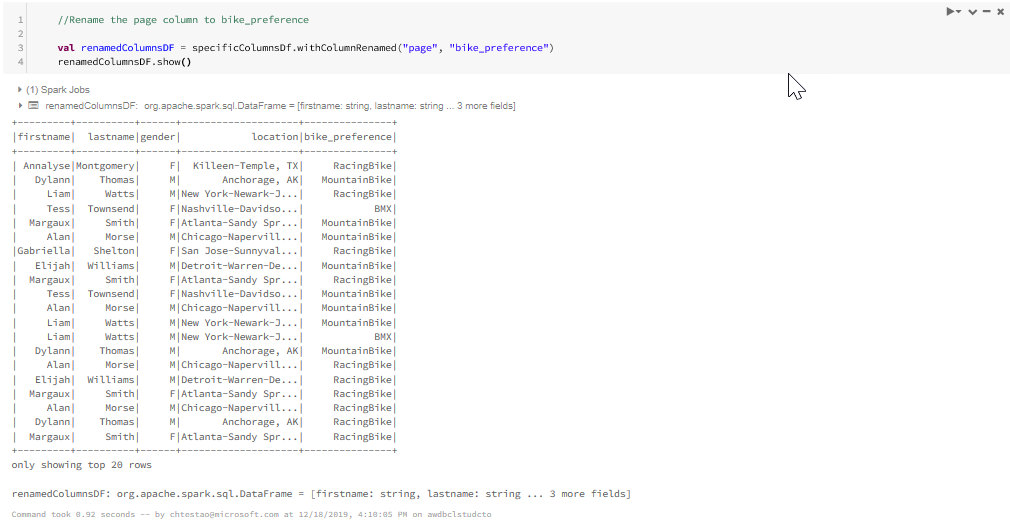 1 //Rename the page column to bike_preference
2
3 val renamedColumnsDF = specificColumnsDf.withColumnRenamed("page", "bike_preference")
4 renamedColumnsDF.show()
(1) Spark Jobs
renamedColumnsDF: org.apache.spark.sql.DataFrame = [firstname: string, lastname: string ... 3 more fields]
+---------+----------+------+--------------------+---------------+
|firstname|  lastname|gender|            location|bike_preference|
+---------+----------+------+--------------------+---------------+
| Annalyse|Montgomery|     F|  Killeen-Temple, TX|     RacingBike|
|   Dylann|    Thomas|     M|       Anchorage, AK|   MountainBike|
|     Liam|     Watts|     M|New York-Newark-J...|     RacingBike|
|     Tess|  Townsend|     F|Nashville-Davidso...|            BMX|
|  Margaux|     Smith|     F|Atlanta-Sandy Spr...|   MountainBike|
|     Alan|     Morse|     M|Chicago-Napervill...|   MountainBike|
|Gabriella|   Shelton|     F|San Jose-Sunnyval...|     RacingBike|
|   Elijah|  Williams|     M|Detroit-Warren-De...|   MountainBike|
|  Margaux|     Smith|     F|Atlanta-Sandy Spr...|     RacingBike|
|     Tess|  Townsend|     F|Nashville-Davidso...|   MountainBike|
|     Alan|     Morse|     M|Chicago-Napervill...|   MountainBike|
|     Liam|     Watts|     M|New York-Newark-J...|   MountainBike|
|     Liam|     Watts|     M|New York-Newark-J...|            BMX|
|   Dylann|    Thomas|     M|       Anchorage, AK|   MountainBike|
|     Alan|     Morse|     M|Chicago-Napervill...|     RacingBike|
|   Elijah|  Williams|     M|Detroit-Warren-De...|     RacingBike|
|  Margaux|     Smith|     F|Atlanta-Sandy Spr...|     RacingBike|
|     Alan|     Morse|     M|Chicago-Napervill...|     RacingBike|
|   Dylann|    Thomas|     M|       Anchorage, AK|     RacingBike|
|  Margaux|     Smith|     F|Atlanta-Sandy Spr...|     RacingBike|
+---------+----------+------+--------------------+---------------+
only showing top 20 rows
renamedColumnsDF: org.apache.spark.sql.DataFrame = [firstname: string, lastname: string ... 3 more fields]
Command took 0.92 seconds -- by chtestao@microsoft.com at 12/18/2019, 4:10:05 PM on awdbclstudcto